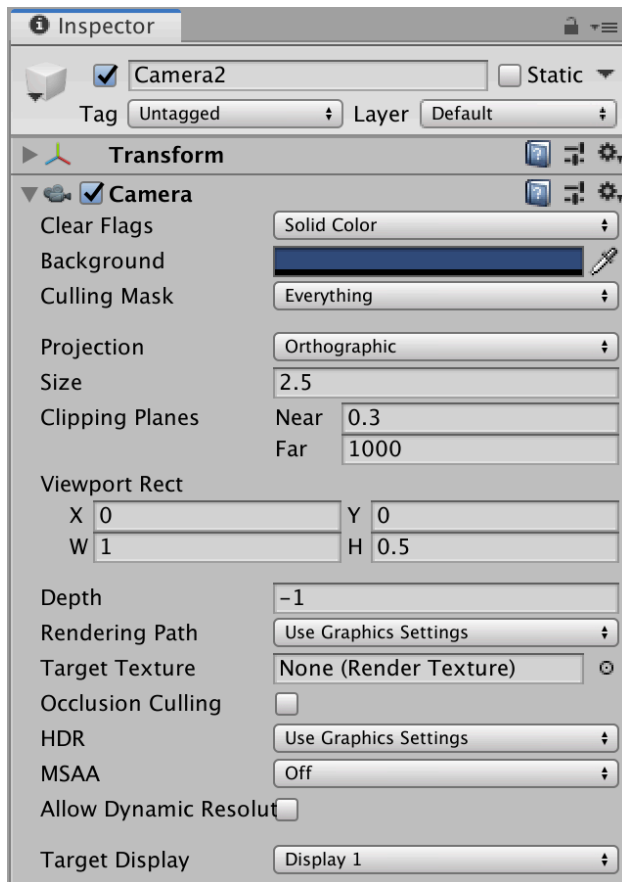 Inspector
Camera2 Static
Tag Untagged Layer Default
Transform
Camera
Clear Flags Solid Color
Background
Culling Mask Everything
Projection Orthographic
Size 2.5
Clipping Planes Near 0.3
Far 1000
Viewport Rect
X 0 Y 0
W 1 H 0.5
Depth -1
Rendering Path Use Graphics Settings
Target Texture None (Render Texture)
Occlusion Culling
HDR Use Graphics Settings
MSAA Off
Allow Dynamic Resolut
Target Display Display 1